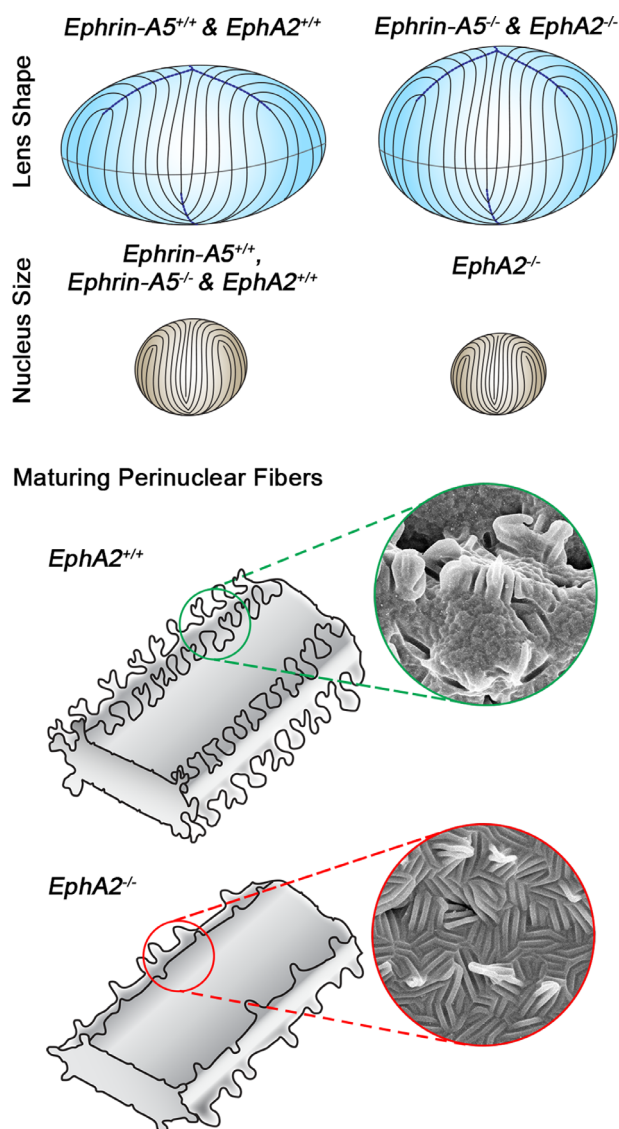 Ephrin-A5+/+ & EphA2+/+
Ephrin-A5-/- & EphA2-/-
Lens Shape
Ephrin-A5+/+,
Ephrin-A5-/- & EphA2+/+
EphA2-/-
Nucleus Size
Maturing Perinuclear Fibers
EphA2+/+
EphA2-/-